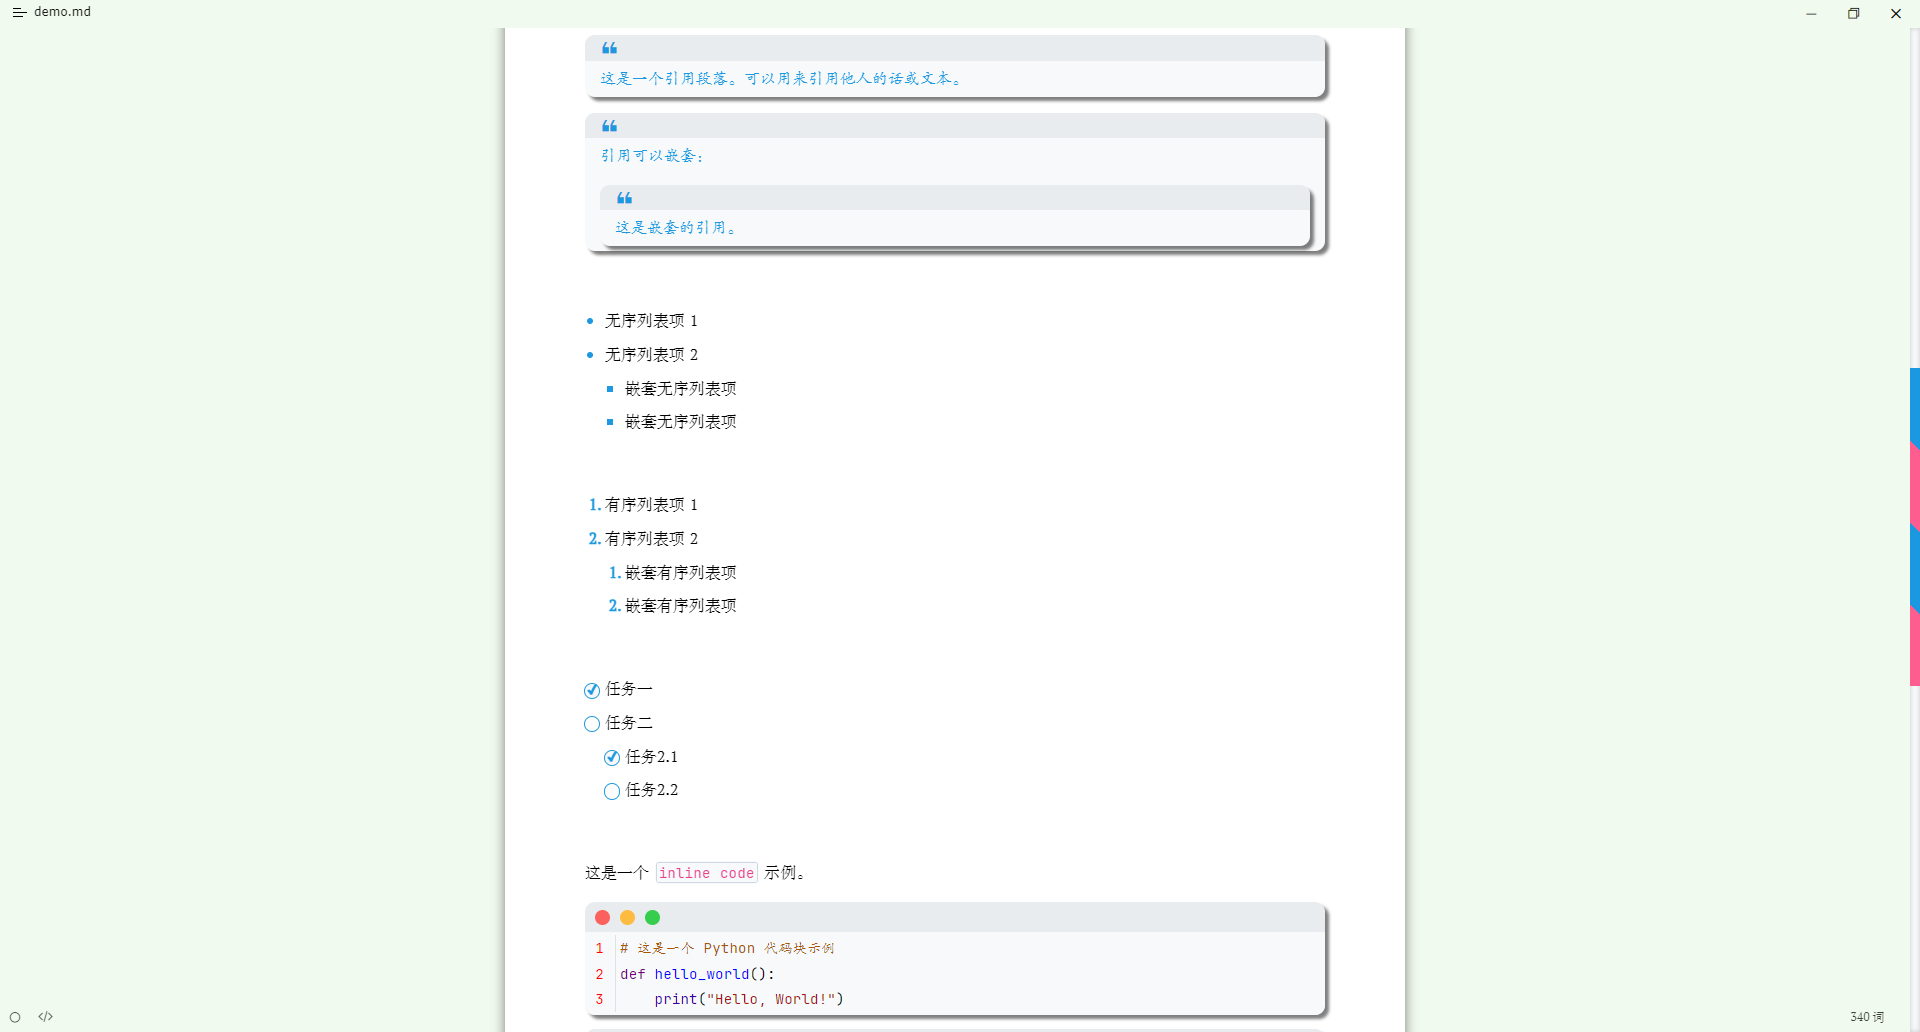 demo.md
❝
这是一个引用段落。可以用来引用他人的话或文本。
❝
引用可以嵌套：
❝
这是嵌套的引用。
无序列表项 1
无序列表项 2
嵌套无序列表项
嵌套无序列表项
1. 有序列表项 1
2. 有序列表项 2
1. 嵌套有序列表项
2. 嵌套有序列表项
任务一
任务二
任务2.1
任务2.2
这是一个 inline code 示例。
1 # 这是一个 Python 代码块示例
2 def hello_world():
3     print("Hello, World!")
</> 340 词